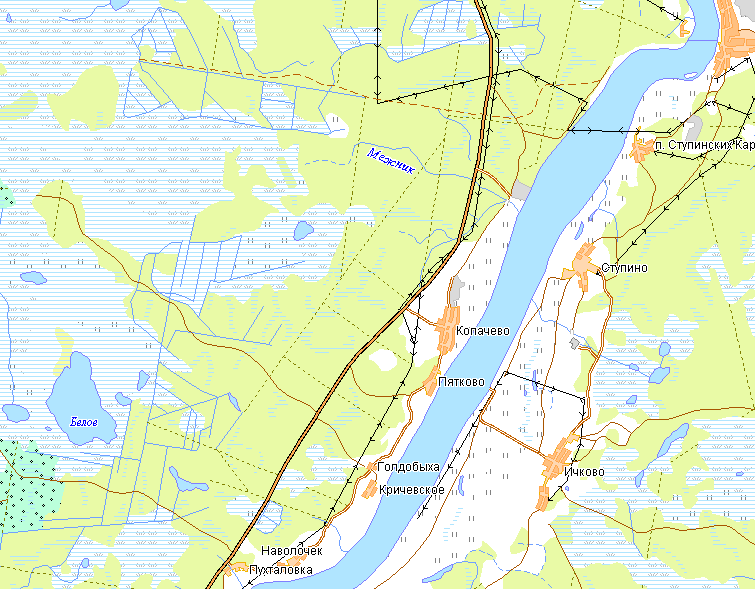 п. Ступинских Кар
Межник
Ступино
Копачево
Пятково
Белое
Голдобыха
Ичково
Кричевское
Наволочек
Пухталовка